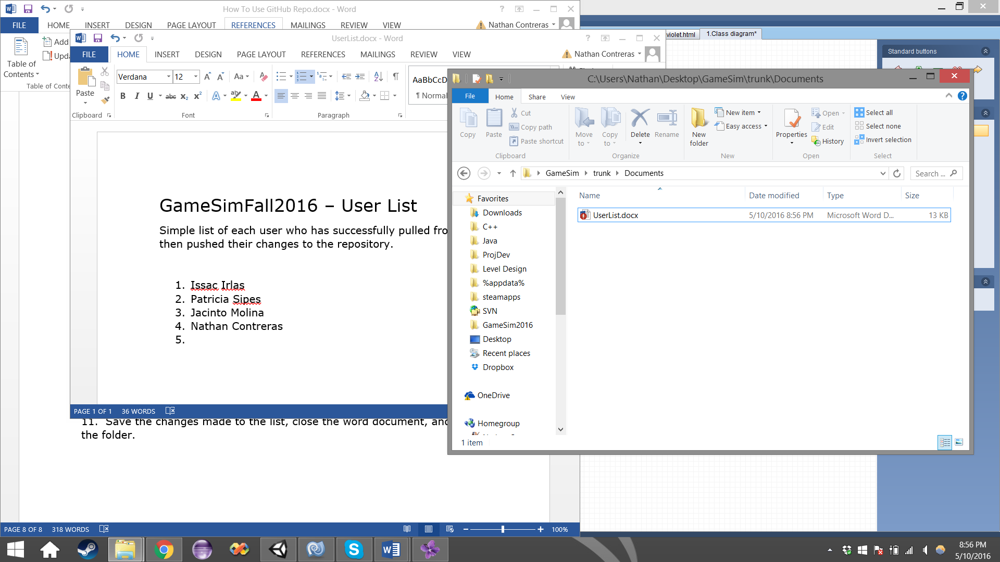 How To Use GitHub Repo.docx - Word
FILE HOME INSERT DESIGN PAGE LAYOUT REFERENCES MAILINGS REVIEW VIEW Nathan Contreras
Table of Contents
Add
Upda
Table of Conte
UserList.docx - Word
FILE HOME INSERT DESIGN PAGE LAYOUT REFERENCES MAILINGS REVIEW VIEW Nathan Contreras
Paste
Verdana 12
AaBbCcD
¶ Normal
Clipboard Font Paragraph
GameSimFall2016 – User List
Simple list of each user who has successfully pulled fro
then pushed their changes to the repository.
1. Issac Irlas
2. Patricia Sipes
3. Jacinto Molina
4. Nathan Contreras
5.
PAGE 1 OF 1 36 WORDS
11. Save the changes made to the list, close the word document, and
the folder.
PAGE 8 OF 8 318 WORDS 100%
violet.html 1.Class diagram*
Standard buttons
C:\Users\Nathan\Desktop\GameSim\trunk\Documents
File Home Share View
Copy
Paste
Cut
Copy path
Paste shortcut
Clipboard
Move to
Copy to
Delete
Rename
Organize
New folder
New item
Easy access
New
Properties
Open
Edit
History
Open
Select all
Select none
Invert selection
Select
GameSim trunk Documents
Search ...
Name Date modified Type Size
UserList.docx 5/10/2016 8:56 PM Microsoft Word D... 13 KB
Favorites
Downloads
C++
Java
ProjDev
Level Design
%appdata%
steamapps
SVN
GameSim2016
Desktop
Recent places
Dropbox
OneDrive
Homegroup
1 item
8:56 PM
5/10/2016